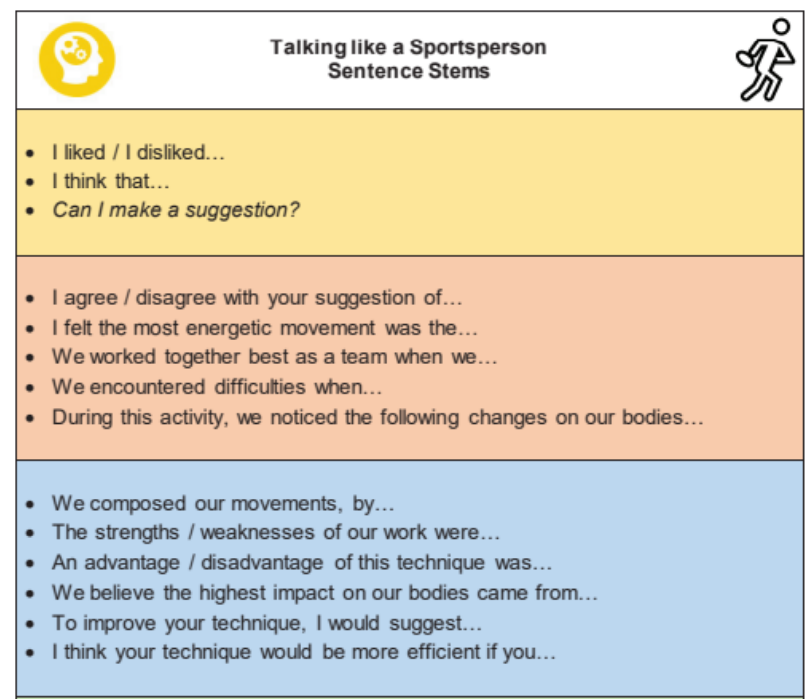 Talking like a Sportsperson
Sentence Stems
• I liked / I disliked…
• I think that…
• Can I make a suggestion?
• I agree / disagree with your suggestion of…
• I felt the most energetic movement was the…
• We worked together best as a team when we…
• We encountered difficulties when…
• During this activity, we noticed the following changes on our bodies…
• We composed our movements, by…
• The strengths / weaknesses of our work were…
• An advantage / disadvantage of this technique was…
• We believe the highest impact on our bodies came from…
• To improve your technique, I would suggest…
• I think your technique would be more efficient if you…